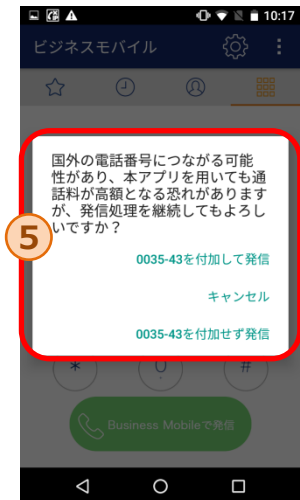 10:17
ビジネスモバイル
国外の電話番号につながる可能
性があり、本アプリを用いても通
話料が高額となる恐れがあります
が、発信処理を継続してもよろし
いですか？
5
0035-43を付加して発信
キャンセル
0035-43を付加せず発信
* 0 #
Business Mobileで発信